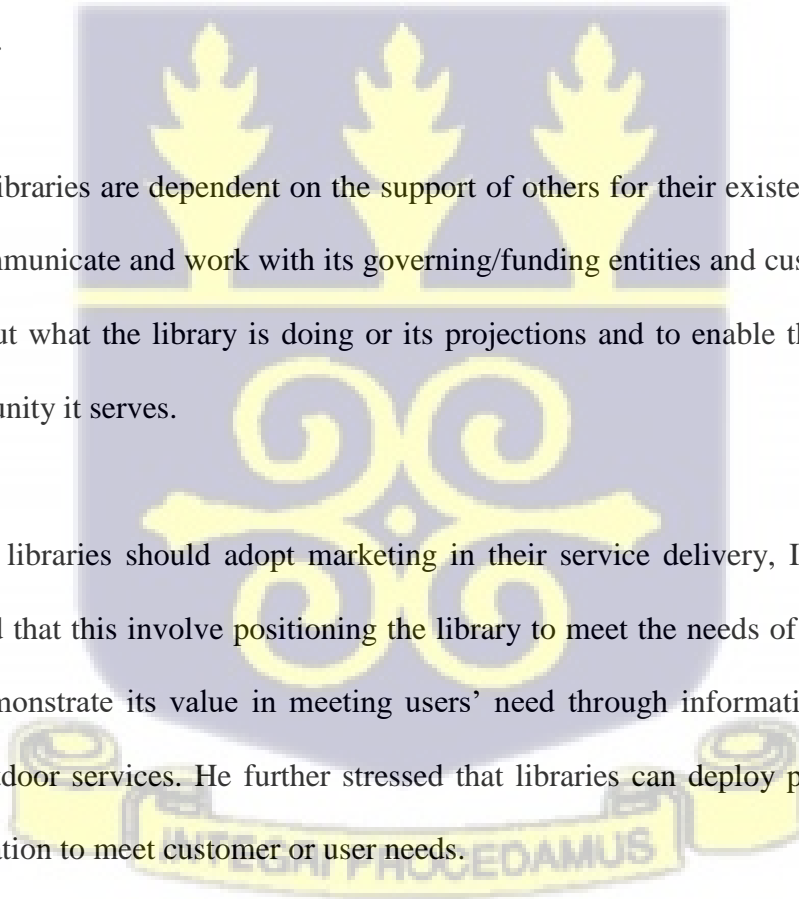 ibraries are dependent on the support of others for their existe
mmunicate and work with its governing/funding entities and cus
ut what the library is doing or its projections and to enable th
unity it serves.
libraries should adopt marketing in their service delivery, I
d that this involve positioning the library to meet the needs of
monstrate its value in meeting users’ need through informati
tdoor services. He further stressed that libraries can deploy p
ation to meet customer or user needs.
INTEGRI PROCEDAMUS